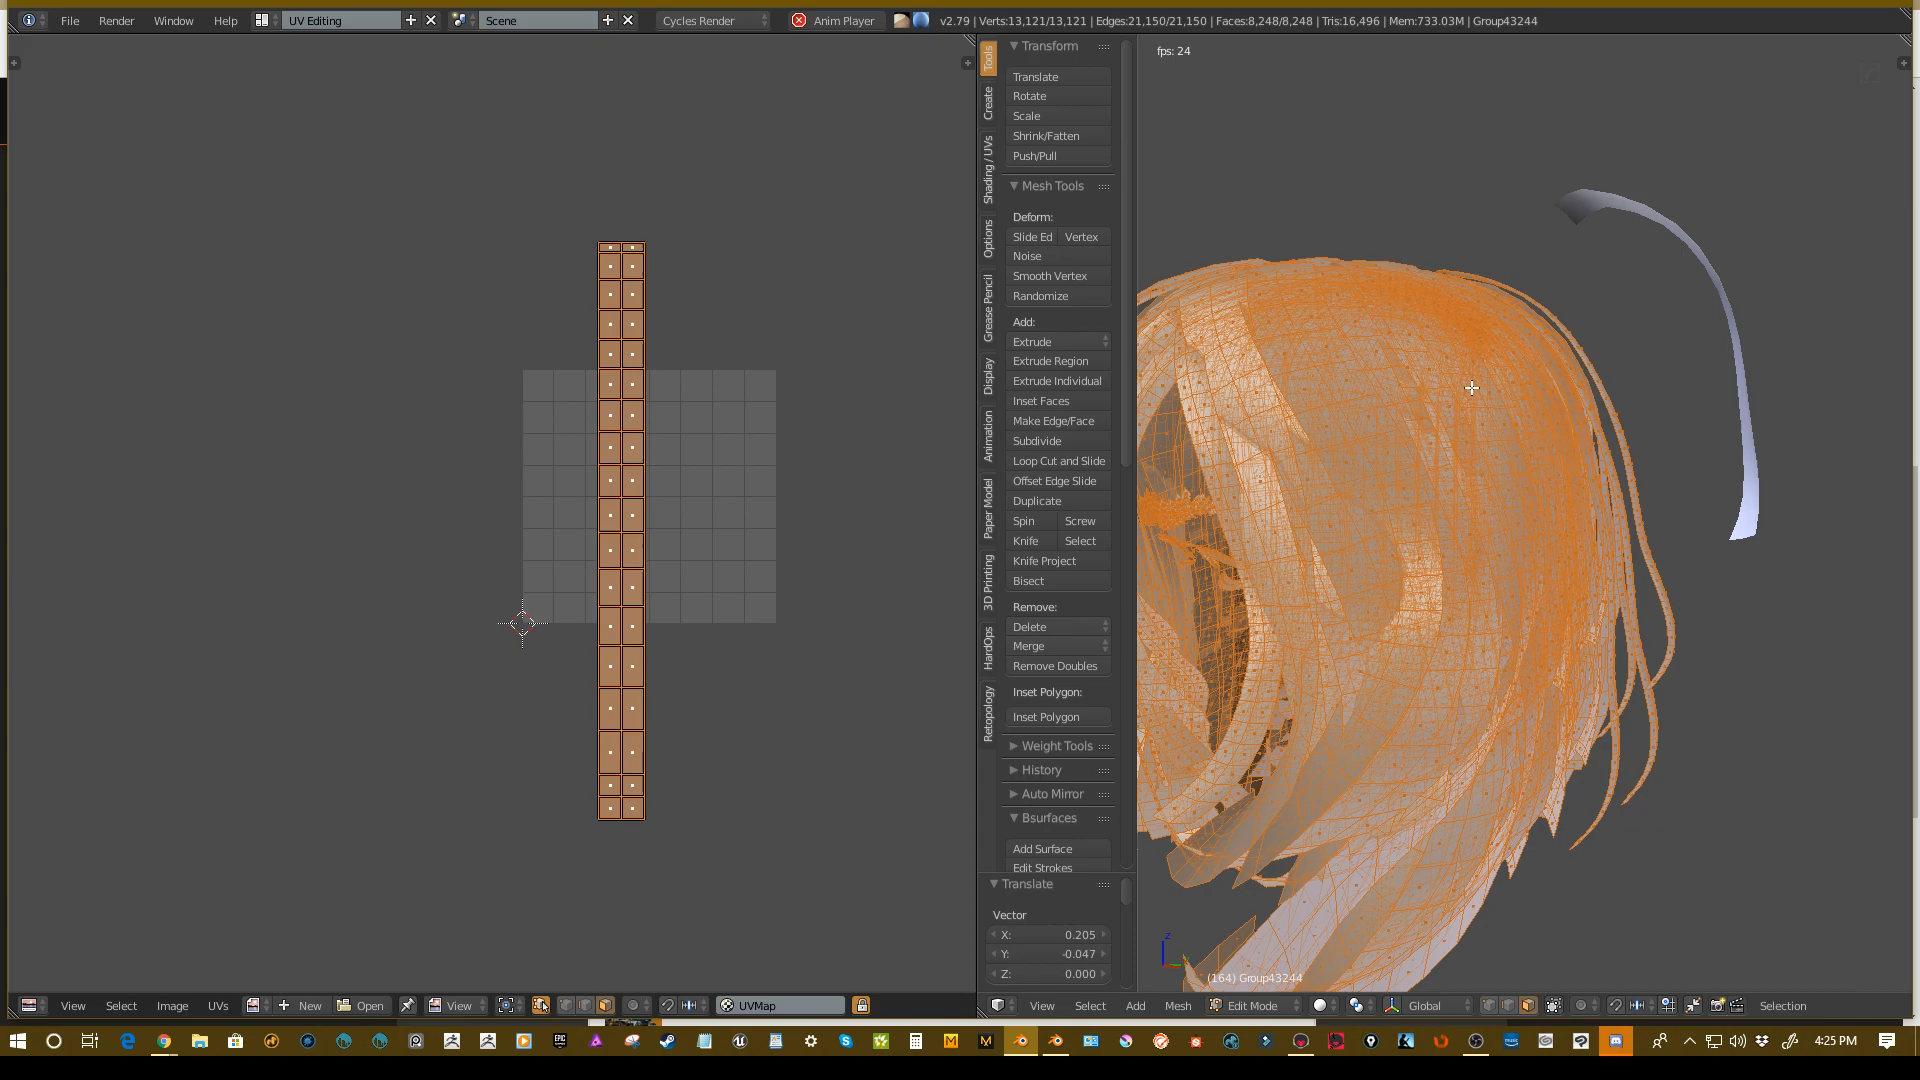 File Render Window Help UV Editing Scene Cycles Render Anim Player v2.79 | Verts:13,121/13,121 | Edges:21,150/21,150 | Faces:8,248/8,248 | Tris:16,496 | Mem:733.03M | Group43244
fps: 24
Tools
Create
Shading / UVs
Options
Grease Pencil
Display
Animation
Paper Model
3D Printing
HardOps
Retopology
Transform
Translate
Rotate
Scale
Shrink/Fatten
Push/Pull
Mesh Tools
Deform:
Slide Ed Vertex
Noise
Smooth Vertex
Randomize
Add:
Extrude
Extrude Region
Extrude Individual
Inset Faces
Make Edge/Face
Subdivide
Loop Cut and Slide
Offset Edge Slide
Duplicate
Spin Screw
Knife Select
Knife Project
Bisect
Remove:
Delete
Merge
Remove Doubles
Inset Polygon:
Inset Polygon
Weight Tools
History
Auto Mirror
Bsurfaces
Add Surface
Edit Strokes
Translate
Vector
X: 0.205
Y: -0.047
Z: 0.000
z
(164) Group43244
View Select Image UVs New Open View UVMap
View Select Add Mesh Edit Mode Global Selection
4:25 PM